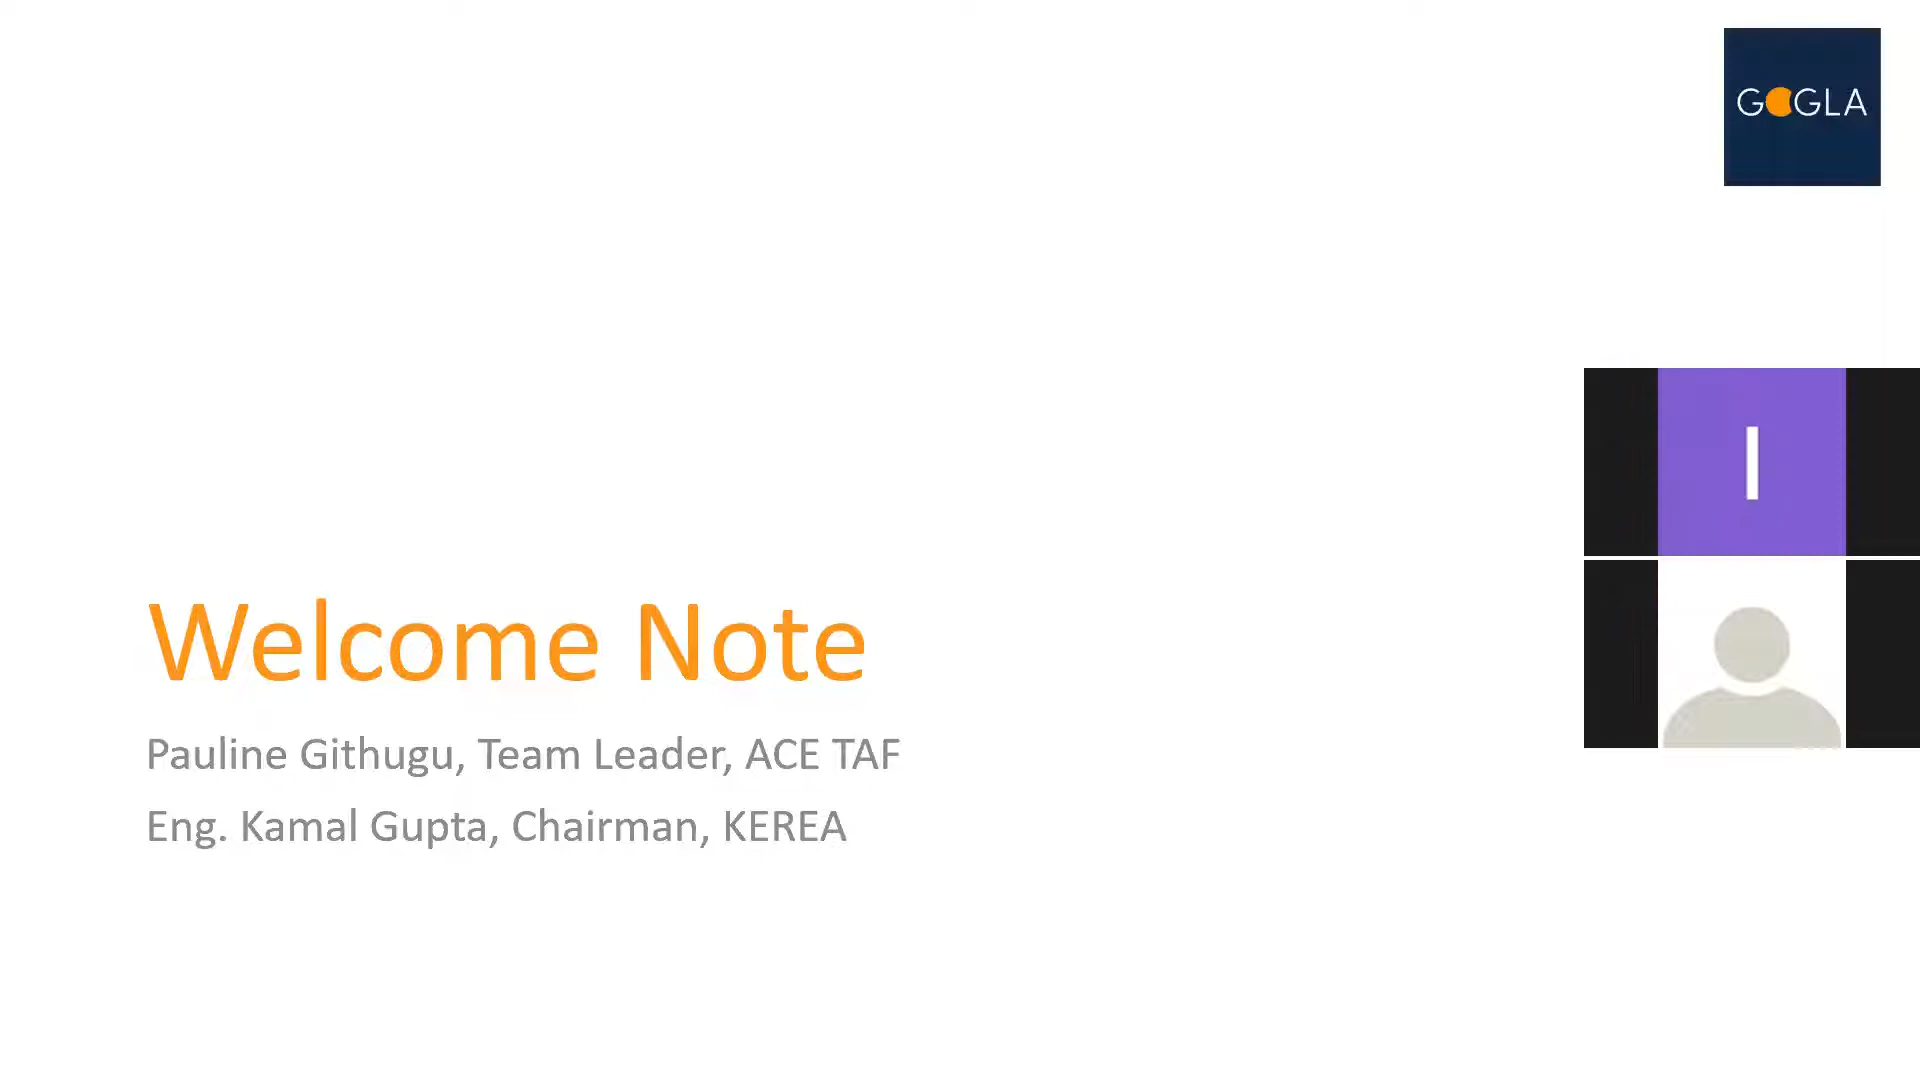 GOGLA
I
Welcome Note
Pauline Githugu, Team Leader, ACE TAF
Eng. Kamal Gupta, Chairman, KEREA